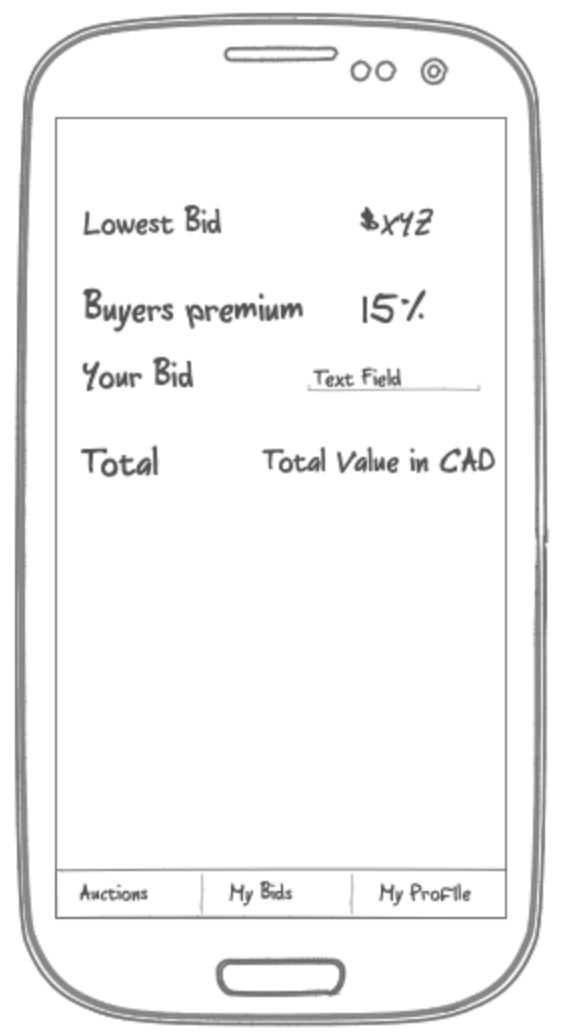 Lowest Bid $XYZ
Buyers premium 15%
Your Bid Text Field
Total Total Value in CAD
Auctions My Bids My Profile